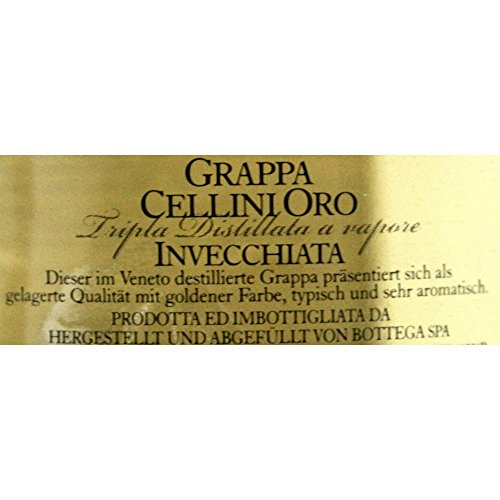 GRAPPA
CELLINI ORO
Tripla Distillata a vapore
INVECCHIATA
Dieser im Veneto destillierte Grappa präsentiert sich als
gelagerte Qualität mit goldener Farbe, typisch und sehr aromatisch.
PRODOTTA ED IMBOTTIGLIATA DA
HERGESTELLT UND ABGEFÜLLT VON BOTTEGA SPA